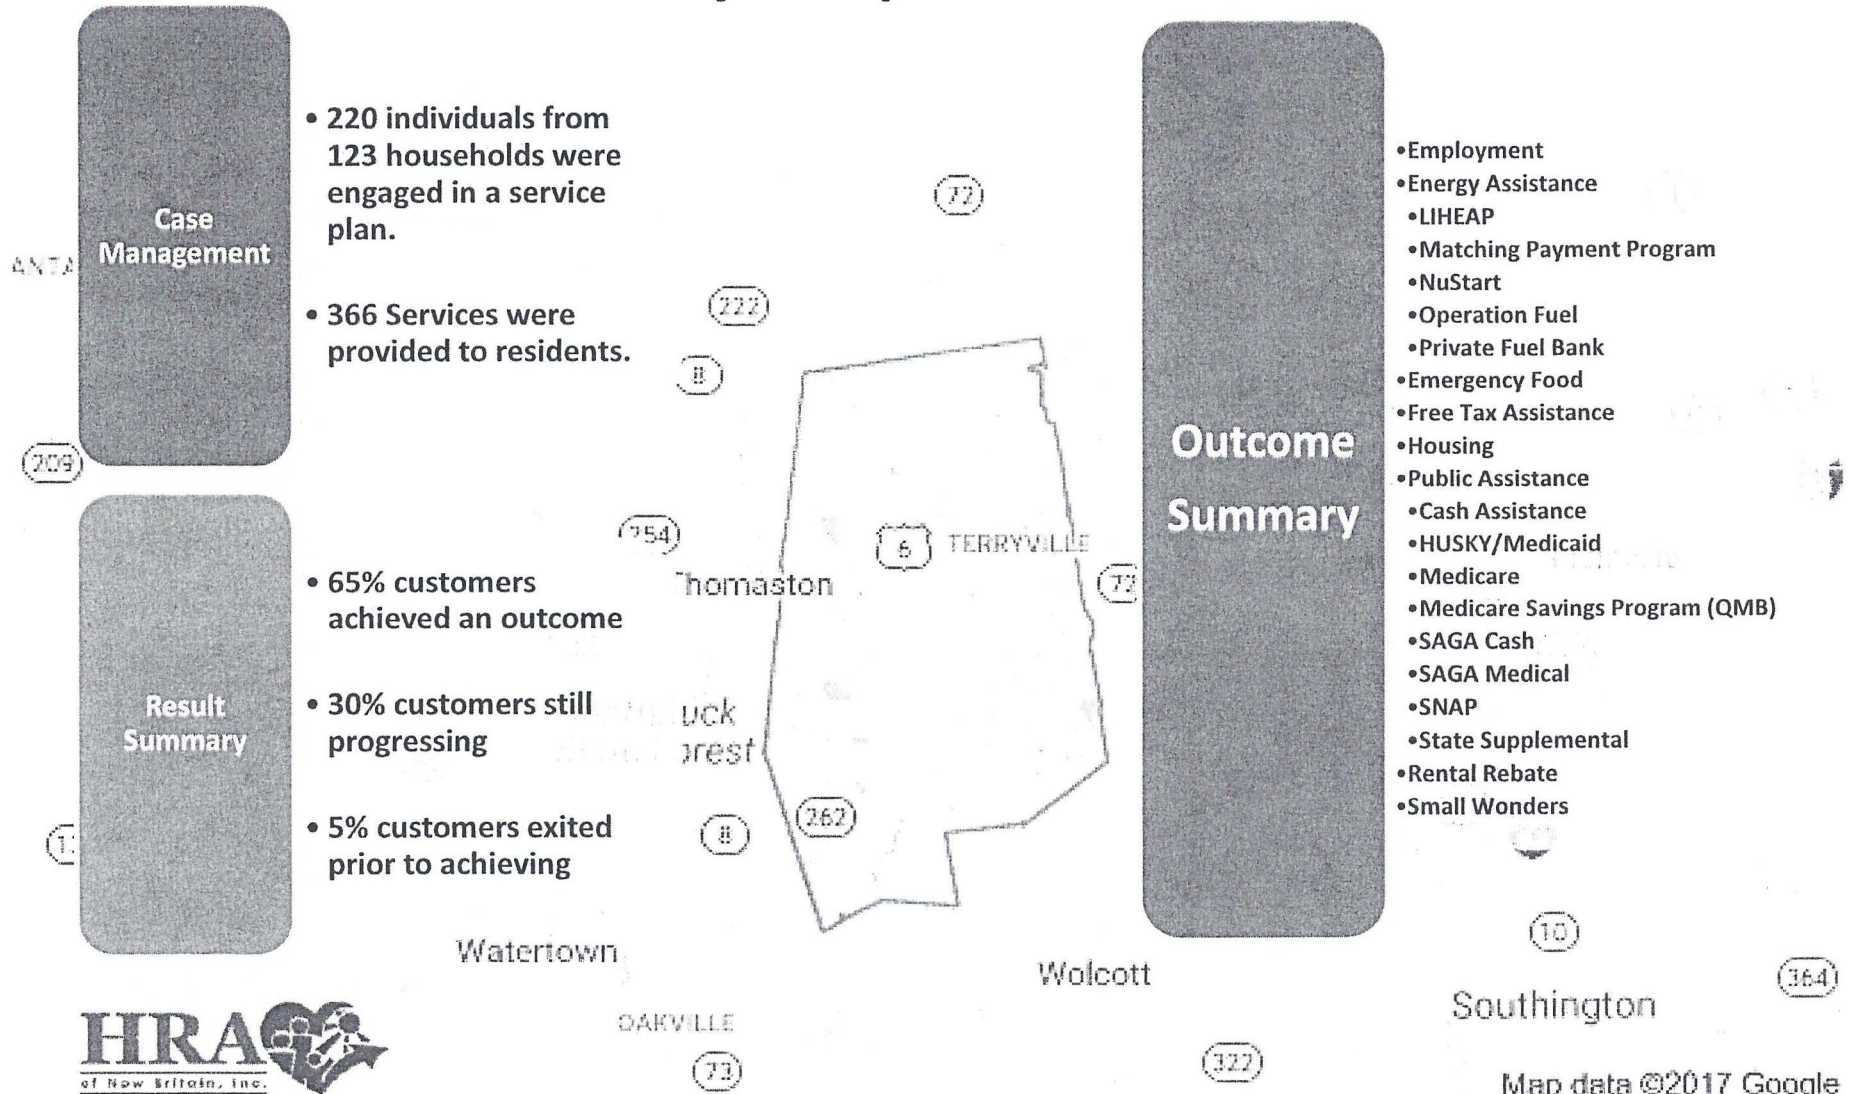 Case
Management
• 220 individuals from
123 households were
engaged in a service
plan.
• 366 Services were
provided to residents.
Result
Summary
• 65% customers
achieved an outcome
• 30% customers still
progressing
• 5% customers exited
prior to achieving
Outcome
Summary
•Employment
•Energy Assistance
•LIHEAP
•Matching Payment Program
•NuStart
•Operation Fuel
•Private Fuel Bank
•Emergency Food
•Free Tax Assistance
•Housing
•Public Assistance
•Cash Assistance
•HUSKY/Medicaid
•Medicare
•Medicare Savings Program (QMB)
•SAGA Cash
•SAGA Medical
•SNAP
•State Supplemental
•Rental Rebate
•Small Wonders
72
222
8
209
254
6
TERRYVILLE
homaston
72
uck
orest
262
8
Watertown
Wolcott
10
364
Southington
OAKVILLE
73
322
HRA
of New Britain, Inc.
Map data ©2017 Google